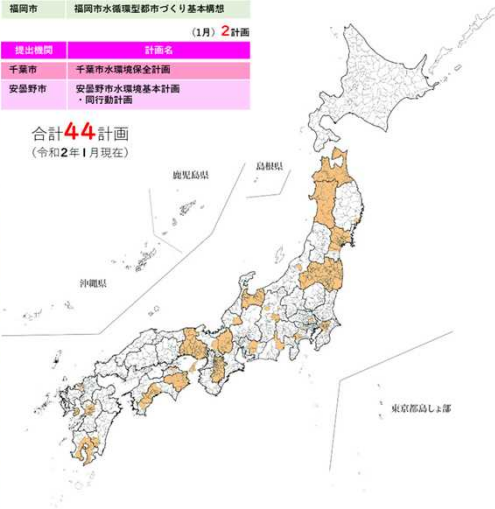 福岡市 福岡市水循環型都市づくり基本構想
(1月) 2計画
提出機関 計画名
千葉市 千葉市水環境保全計画
安曇野市 安曇野市水環境基本計画
・同行動計画
合計44計画
(令和2年1月現在)
鹿児島県
島根県
沖縄県
東京都島しょ部